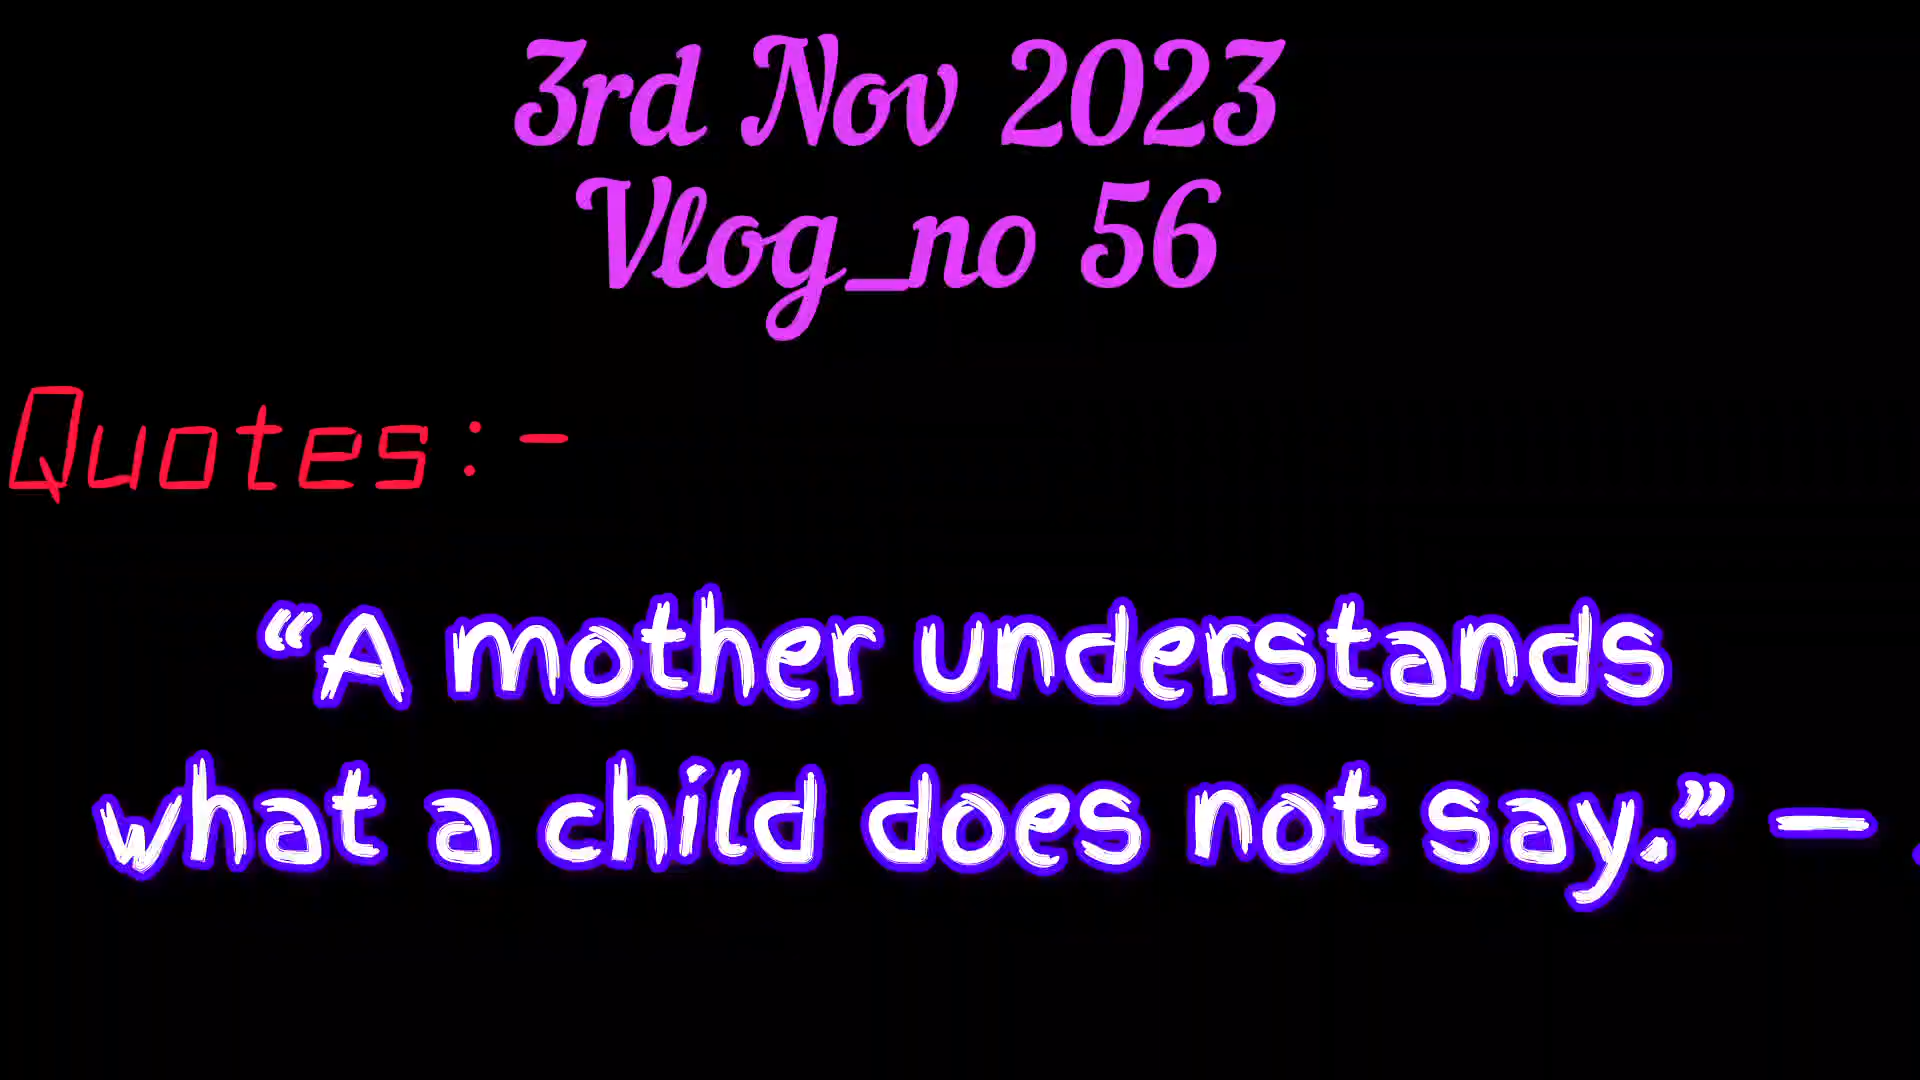 3rd Nov 2023
Vlog_no 56
Quotes:-
“A mother understands
what a child does not say.” —